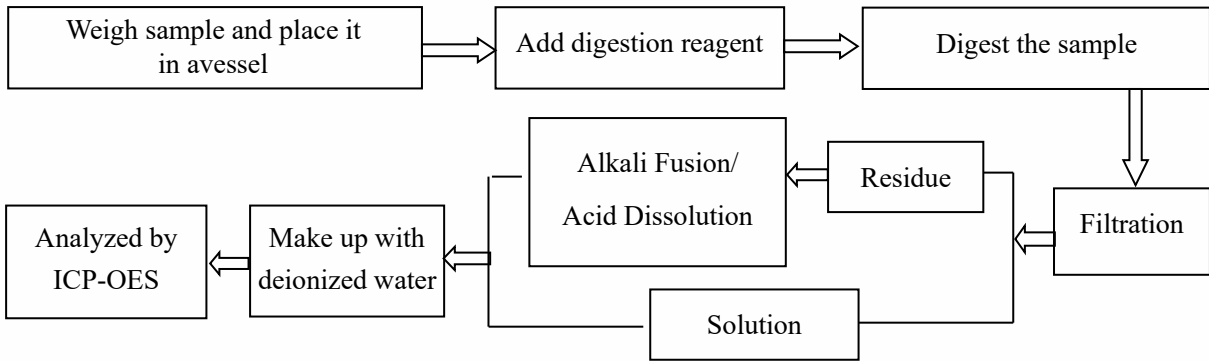 Weigh sample and place it
in avessel
Add digestion reagent
Digest the sample
Filtration
Residue
Alkali Fusion/
Acid Dissolution
Solution
Make up with
deionized water
Analyzed by
ICP-OES